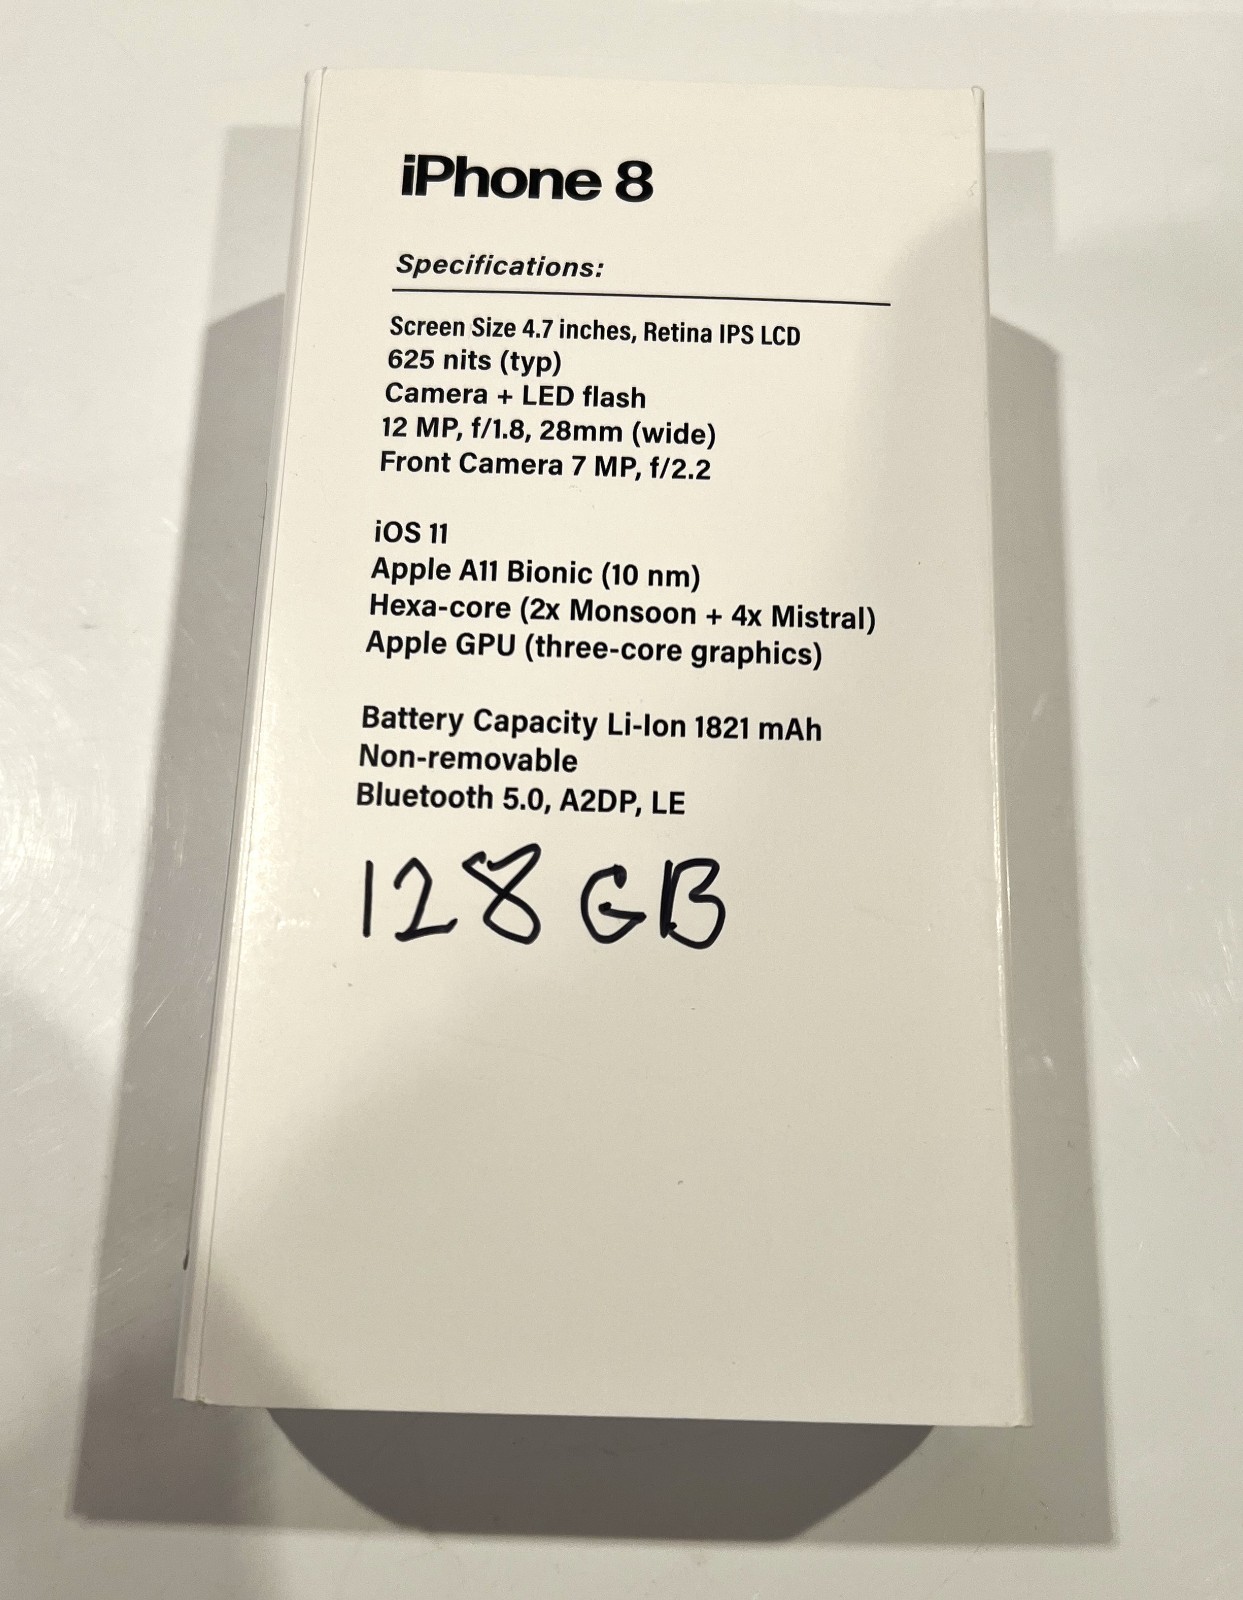 iPhone 8
Specifications:
Screen Size 4.7 inches, Retina IPS LCD
625 nits (typ)
Camera + LED flash
12 MP, f/1.8, 28mm (wide)
Front Camera 7 MP, f/2.2
iOS 11
Apple A11 Bionic (10 nm)
Hexa-core (2x Monsoon + 4x Mistral)
Apple GPU (three-core graphics)
Battery Capacity Li-Ion 1821 mAh
Non-removable
Bluetooth 5.0, A2DP, LE
128 GB